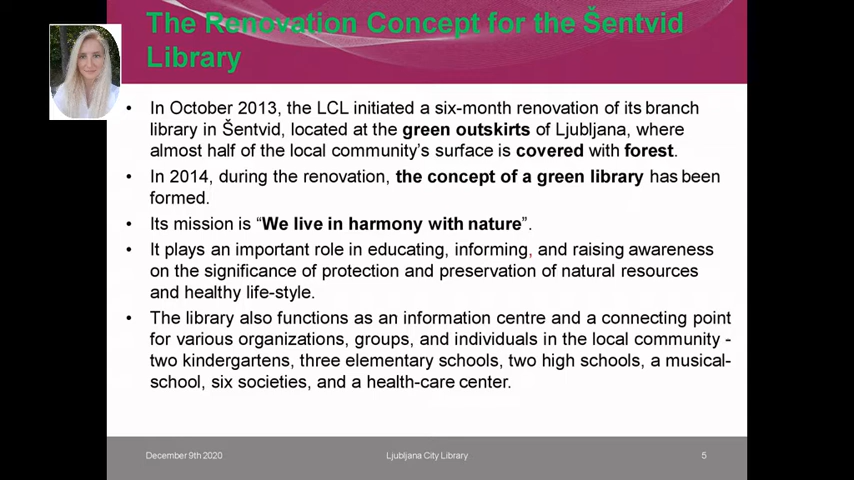 The Renovation Concept for the Šentvid
Library
• In October 2013, the LCL initiated a six-month renovation of its branch
library in Šentvid, located at the green outskirts of Ljubljana, where
almost half of the local community's surface is covered with forest.
• In 2014, during the renovation, the concept of a green library has been
formed.
• Its mission is “We live in harmony with nature”.
• It plays an important role in educating, informing, and raising awareness
on the significance of protection and preservation of natural resources
and healthy life-style.
• The library also functions as an information centre and a connecting point
for various organizations, groups, and individuals in the local community -
two kindergartens, three elementary schools, two high schools, a musical-
school, six societies, and a health-care center.
December 9th 2020 Ljubljana City Library 5